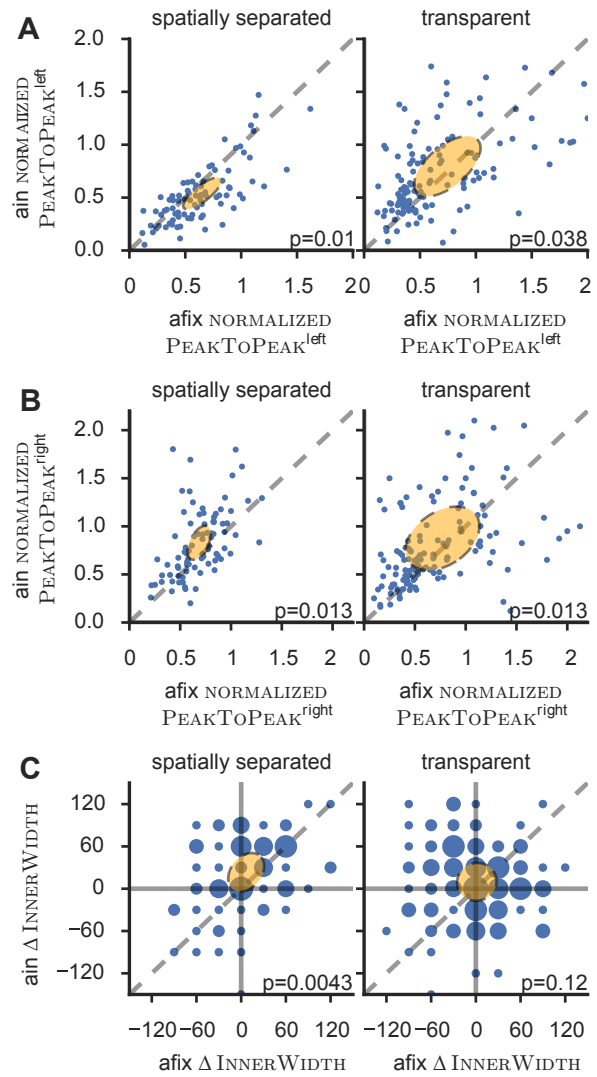 A
spatially separated
transparent
ain NORMALIZED
PEAKTOPEAK^left
2.0
1.5
1.0
0.5
0.0
p=0.01
p=0.038
0 0.5 1 1.5 2 0 0.5 1 1.5 2.0
afix NORMALIZED
PEAKTOPEAK^left
afix NORMALIZED
PEAKTOPEAK^left
B
spatially separated
transparent
ain NORMALIZED
PEAKTOPEAK^right
2.0
1.5
1.0
0.5
0.0
p=0.013
p=0.013
0 0.5 1 1.5 2 0 0.5 1 1.5 2
afix NORMALIZED
PEAKTOPEAK^right
afix NORMALIZED
PEAKTOPEAK^right
C
spatially separated
transparent
ain Δ INNERWIDTH
120
60
0
−60
−120
p=0.0043
p=0.12
−120 −60 0 60 120 −120 −60 0 60 120
afix Δ INNERWIDTH
afix Δ INNERWIDTH